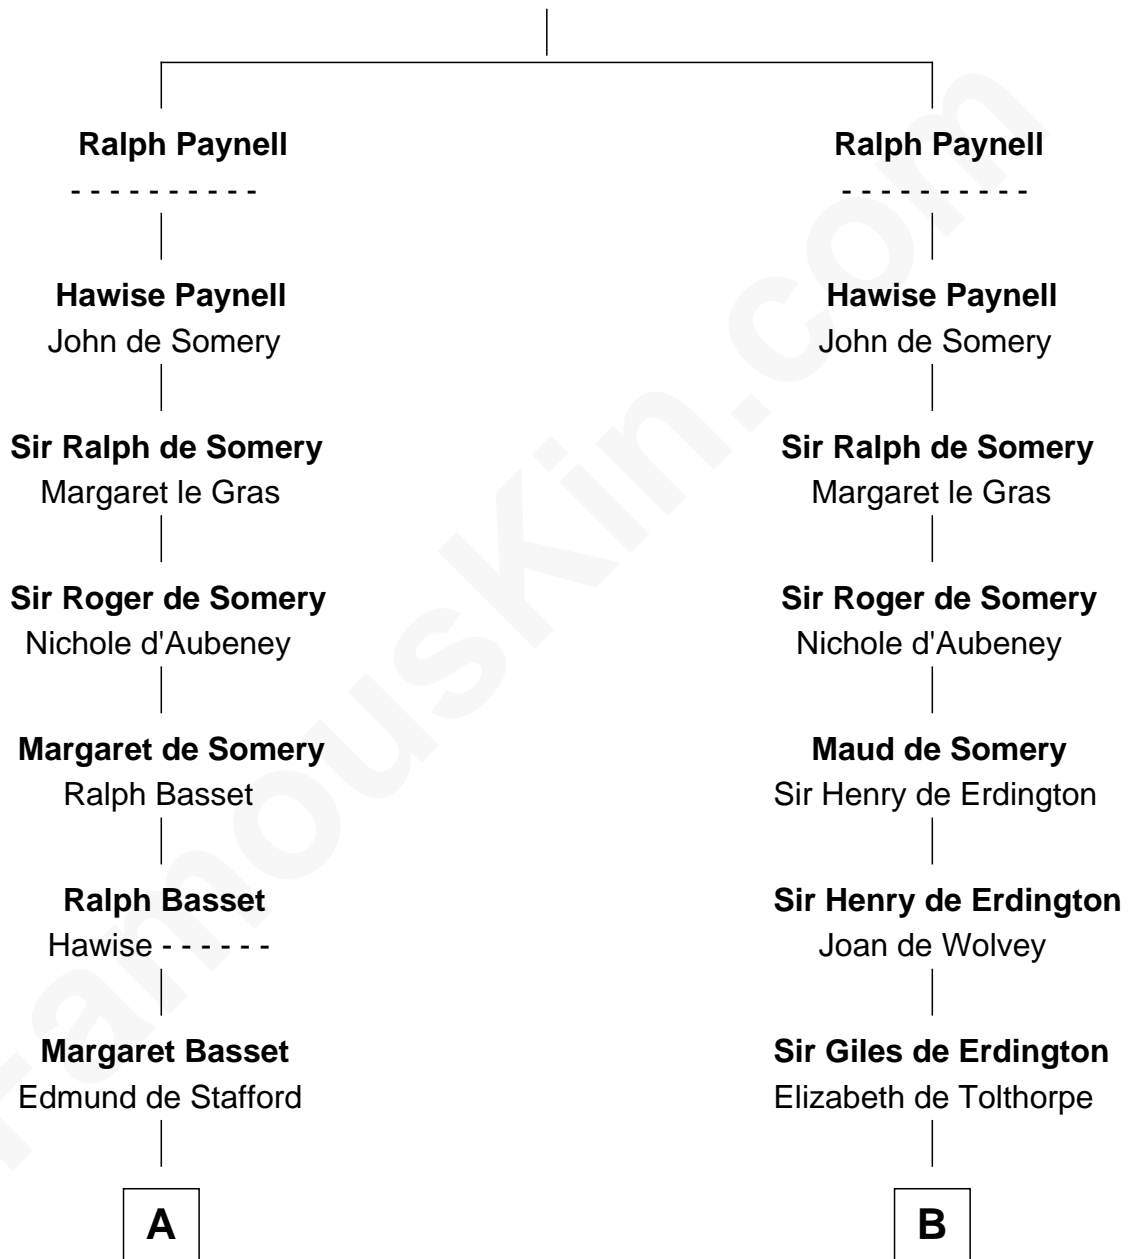 Ralph Paynell
- - - - - - - - - -
Hawise Paynell
John de Somery
Sir Ralph de Somery
Margaret le Gras
Sir Roger de Somery
Nichole d'Aubeney
Margaret de Somery
Ralph Basset
Ralph Basset
Hawise - - - - - -
Margaret Basset
Edmund de Stafford
A
Ralph Paynell
- - - - - - - - - -
Hawise Paynell
John de Somery
Sir Ralph de Somery
Margaret le Gras
Sir Roger de Somery
Nichole d'Aubeney
Maud de Somery
Sir Henry de Erdington
Sir Henry de Erdington
Joan de Wolvey
Sir Giles de Erdington
Elizabeth de Tolthorpe
B
FamousKin.com